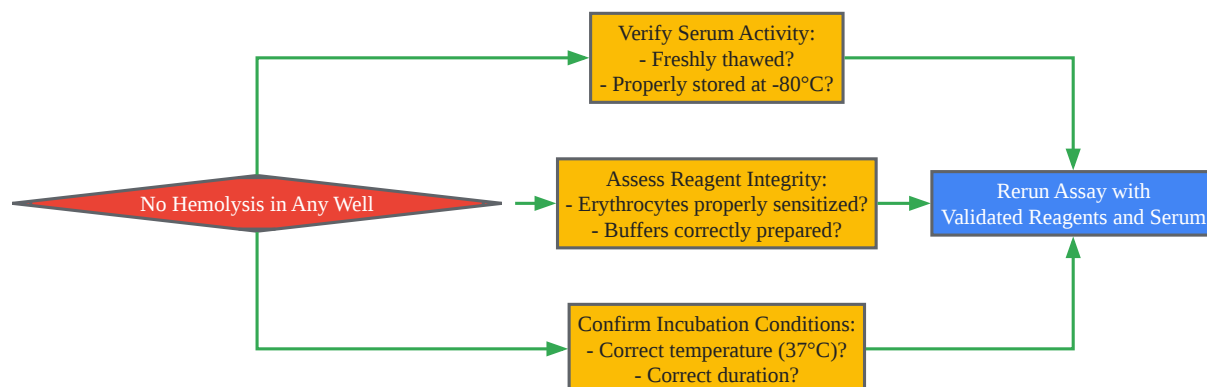 Verify Serum Activity:
- Freshly thawed?
- Properly stored at -80°C?
No Hemolysis in Any Well
Assess Reagent Integrity:
- Erythrocytes properly sensitized?
- Buffers correctly prepared?
Rerun Assay with
Validated Reagents and Serum
Confirm Incubation Conditions:
- Correct temperature (37°C)?
- Correct duration?